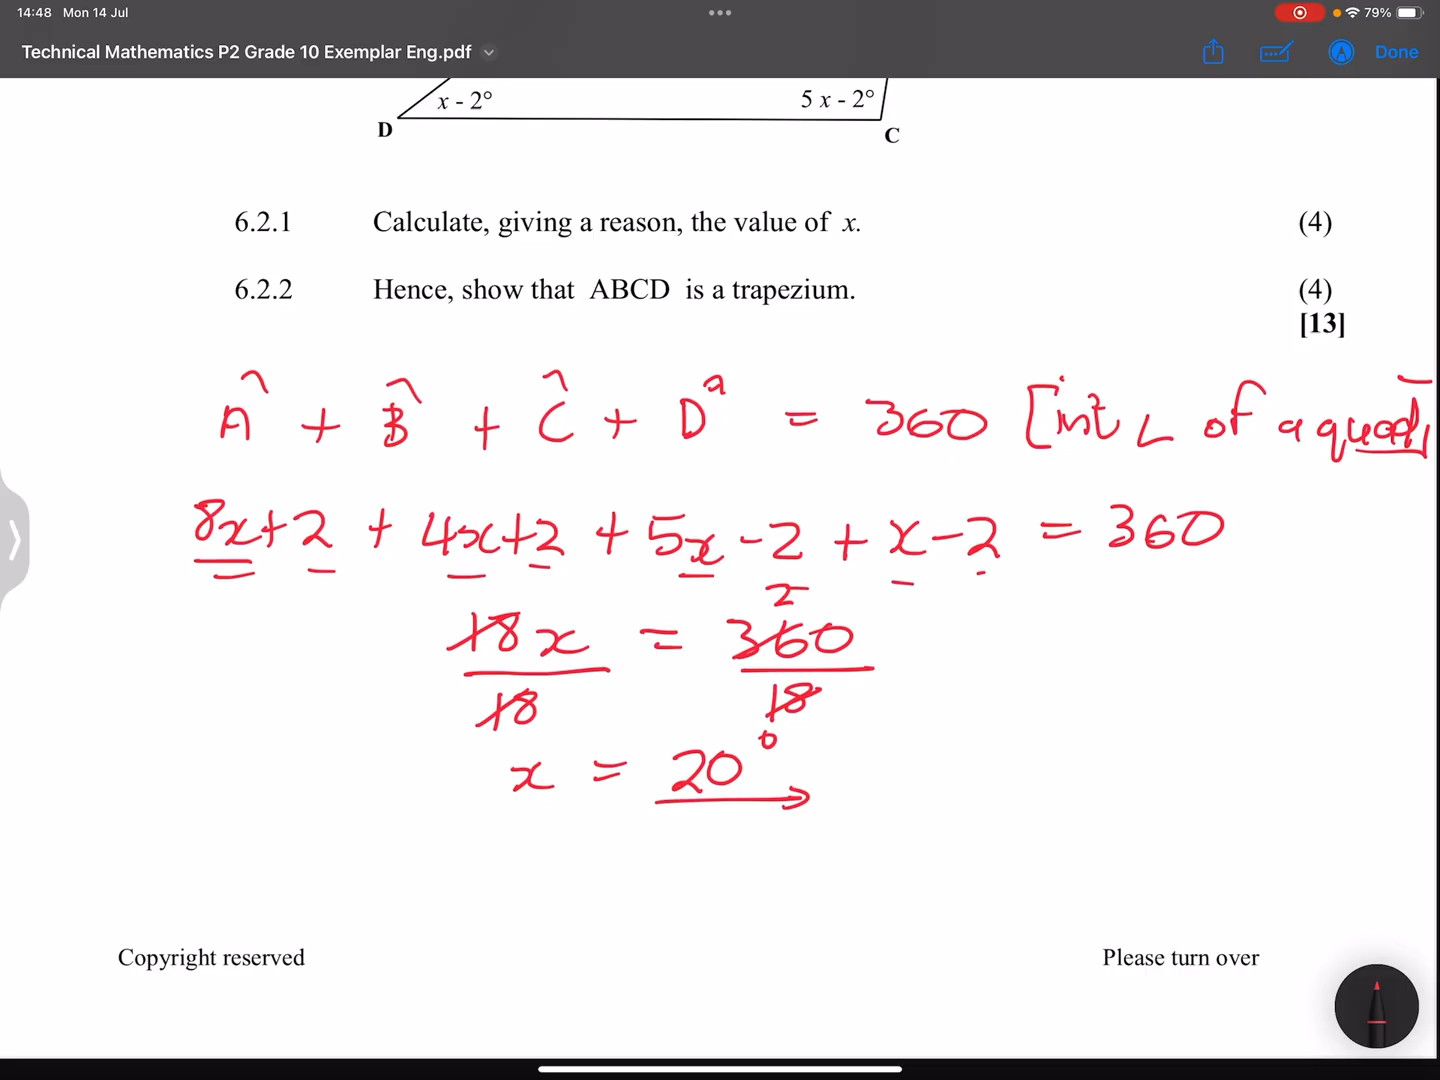 14:48 Mon 14 Jul 79%
Technical Mathematics P2 Grade 10 Exemplar Eng.pdf Done
x - 2° 5 x - 2°
D C
6.2.1 Calculate, giving a reason, the value of x. (4)
6.2.2 Hence, show that ABCD is a trapezium. (4)
[13]
Â + B̂ + Ĉ + D̂ = 360 [int ∠ of a quad]
8x+2 + 4x+2 + 5x-2 + x-2 = 360
2
18x = 360
18 18
x = 20°
Copyright reserved Please turn over